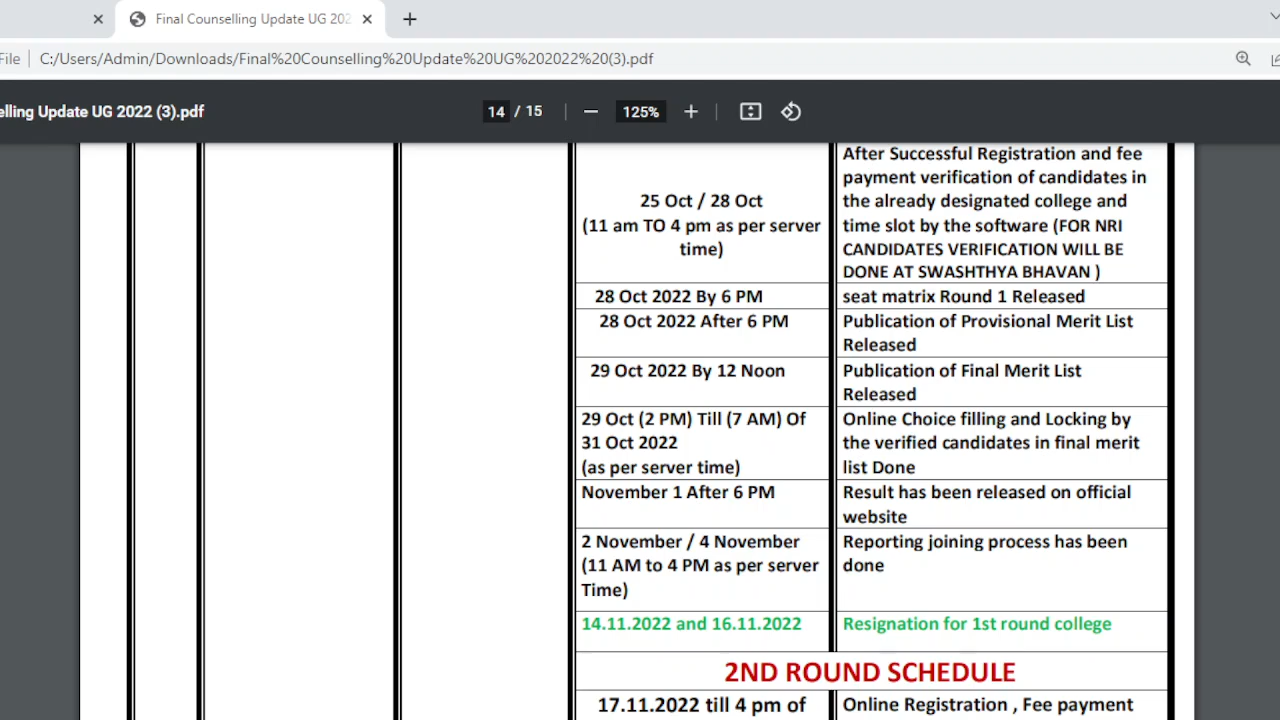 Final Counselling Update UG 202
File
C:/Users/Admin/Downloads/Final%20Counselling%20Update%20UG%202022%20(3).pdf
elling Update UG 2022 (3).pdf
14 / 15
125%
25 Oct / 28 Oct
(11 am TO 4 pm as per server
time)
After Successful Registration and fee
payment verification of candidates in
the already designated college and
time slot by the software (FOR NRI
CANDIDATES VERIFICATION WILL BE
DONE AT SWASHTHYA BHAVAN )
28 Oct 2022 By 6 PM
seat matrix Round 1 Released
28 Oct 2022 After 6 PM
Publication of Provisional Merit List
Released
29 Oct 2022 By 12 Noon
Publication of Final Merit List
Released
29 Oct (2 PM) Till (7 AM) Of
31 Oct 2022
(as per server time)
Online Choice filling and Locking by
the verified candidates in final merit
list Done
November 1 After 6 PM
Result has been released on official
website
2 November / 4 November
(11 AM to 4 PM as per server
Time)
Reporting joining process has been
done
14.11.2022 and 16.11.2022
Resignation for 1st round college
2ND ROUND SCHEDULE
17.11.2022 till 4 pm of
Online Registration , Fee payment